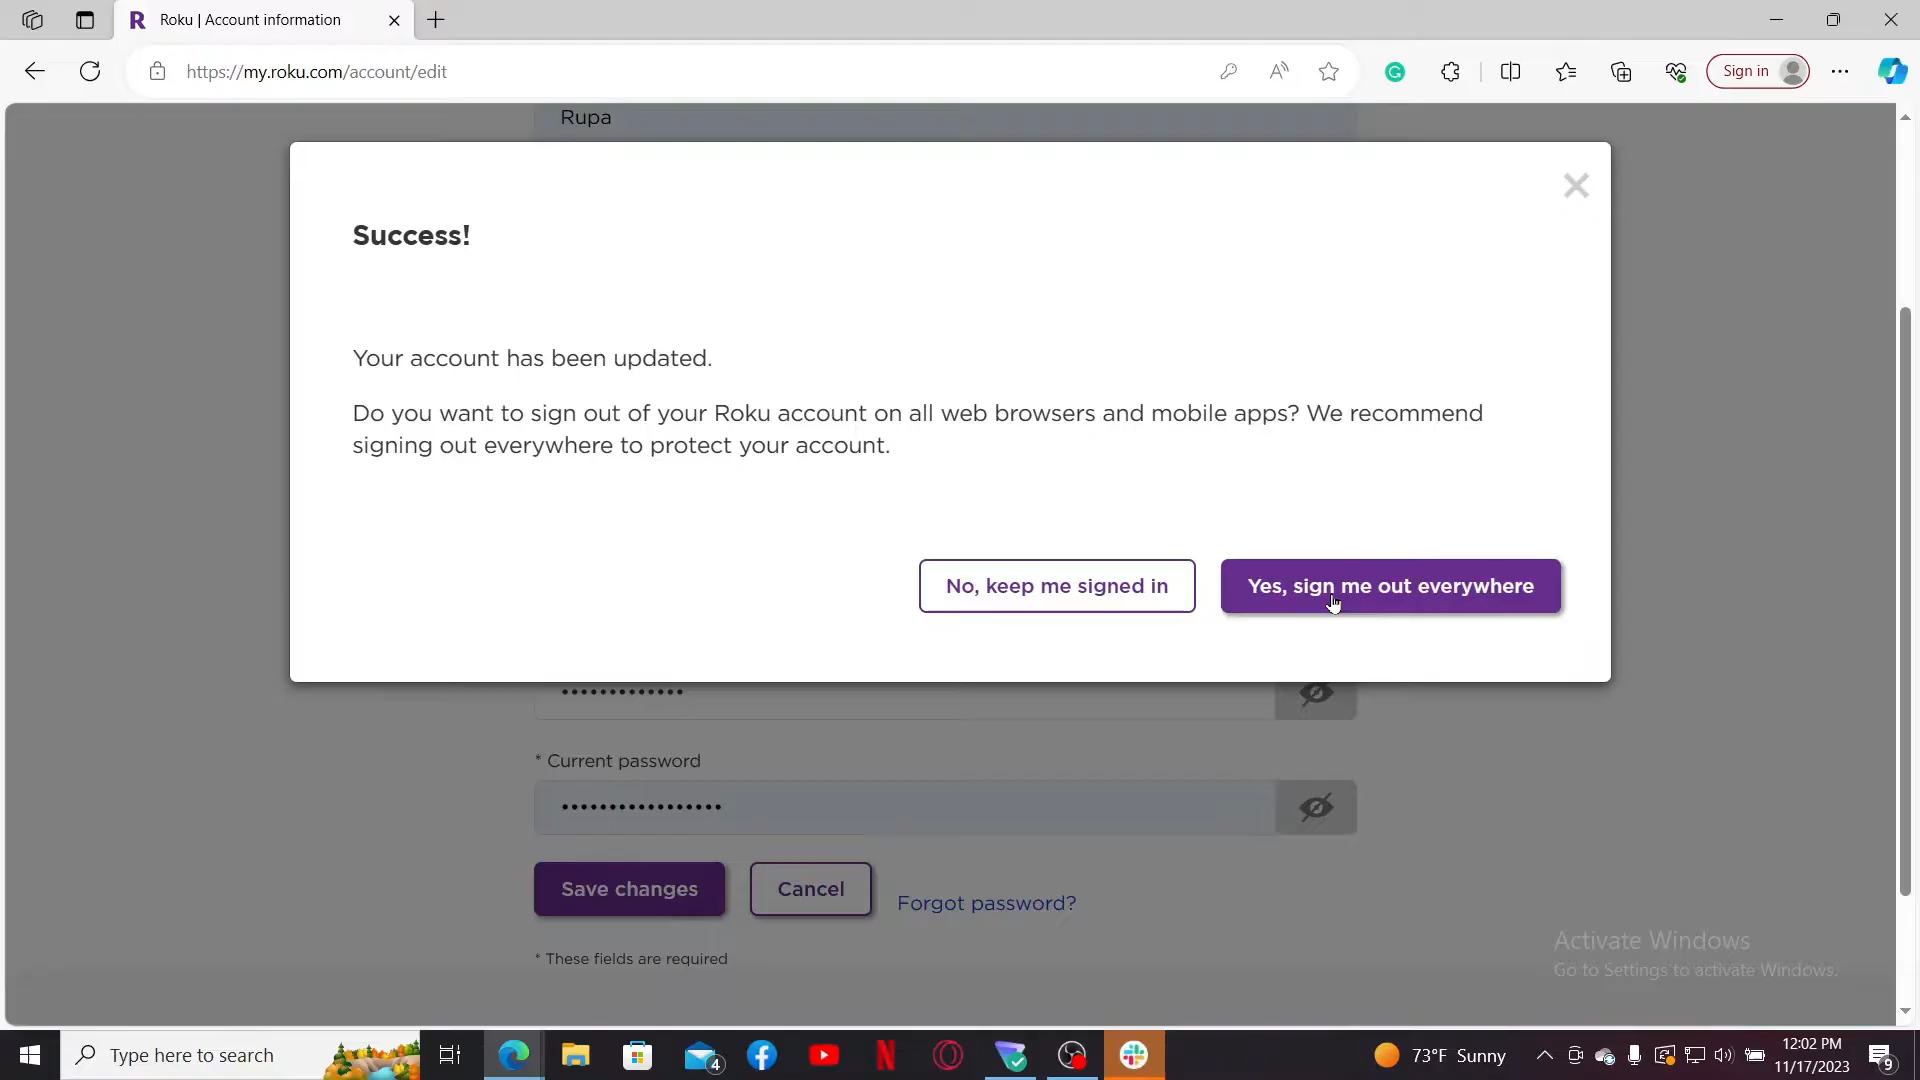 Roku | Account information
https://my.roku.com/account/edit
Sign in
Rupa
Success!
Your account has been updated.
Do you want to sign out of your Roku account on all web browsers and mobile apps? We recommend
signing out everywhere to protect your account.
No, keep me signed in
Yes, sign me out everywhere
•••••••••••••
* Current password
•••••••••••••••••
Save changes
Cancel
Forgot password?
* These fields are required
Activate Windows
Go to Settings to activate Windows.
Type here to search
4
73°F Sunny
12:02 PM
11/17/2023
9